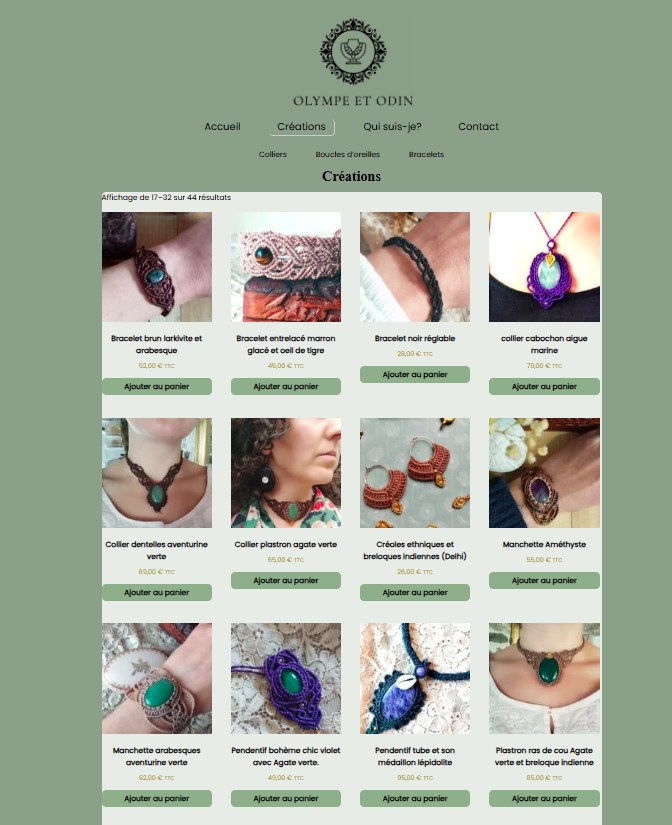 OLYMPE ET ODIN
Accueil Créations Qui suis-je? Contact
Colliers Boucles d'oreilles Bracelets
Créations
Affichage de 17–32 sur 44 résultats
Bracelet brun larkivite et
arabesque
52,00 € TTC
Ajouter au panier
Bracelet entrelacé marron
glacé et oeil de tigre
45,00 € TTC
Ajouter au panier
Bracelet noir réglable
28,00 € TTC
Ajouter au panier
collier cabochon aigue
marine
79,00 € TTC
Ajouter au panier
Collier dentelles aventurine
verte
89,00 € TTC
Ajouter au panier
Collier plastron agate verte
65,00 € TTC
Ajouter au panier
Créoles ethniques et
breloques indiennes (Delhi)
26,00 € TTC
Ajouter au panier
Manchette Améthyste
55,00 € TTC
Ajouter au panier
Manchette arabesques
aventurine verte
62,00 € TTC
Ajouter au panier
Pendentif bohème chic violet
avec Agate verte.
49,00 € TTC
Ajouter au panier
Pendentif tube et son
médaillon lépidolite
95,00 € TTC
Ajouter au panier
Plastron ras de cou Agate
verte et breloque indienne
85,00 € TTC
Ajouter au panier